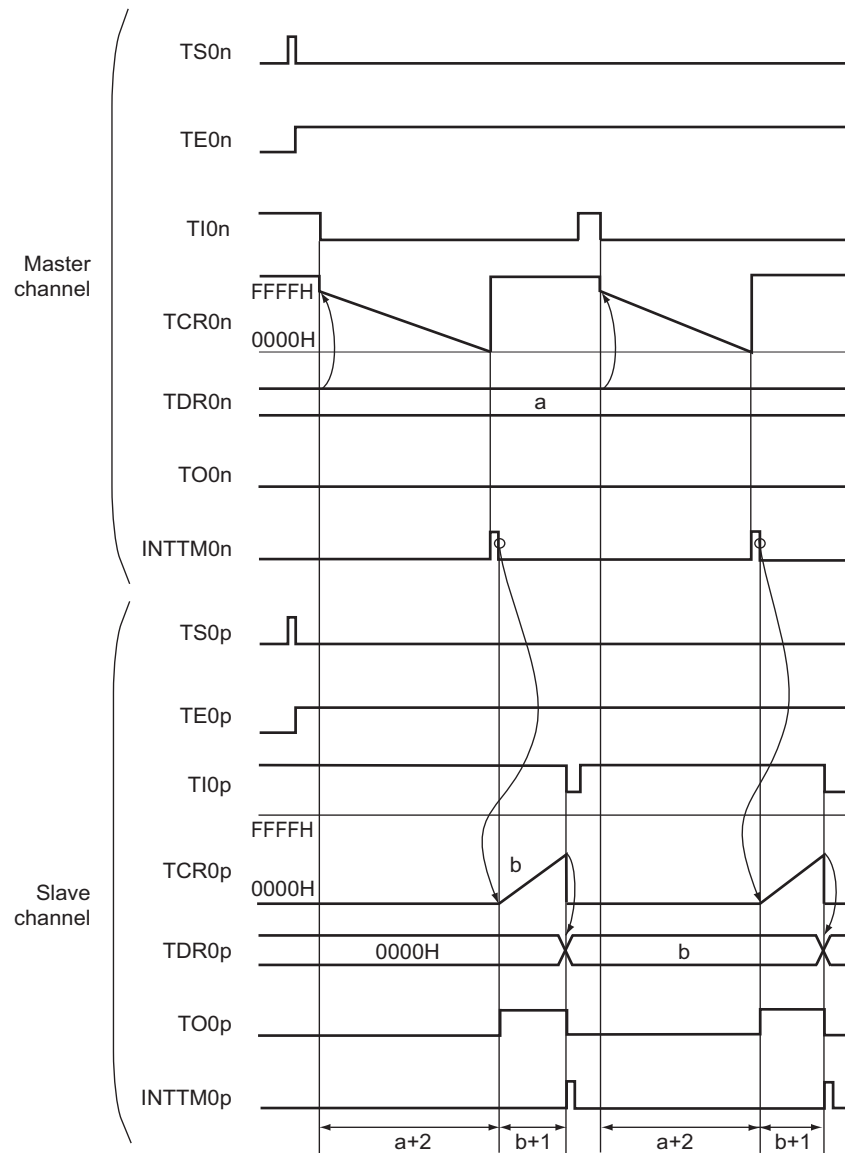 TS0n
TE0n
TI0n
Master
channel
FFFFH
TCR0n
0000H
TDR0n
a
TO0n
INTTM0n
TS0p
TE0p
TI0p
FFFFH
TCR0p
b
0000H
Slave
channel
TDR0p
0000H
b
TO0p
INTTM0p
a+2
b+1
a+2
b+1